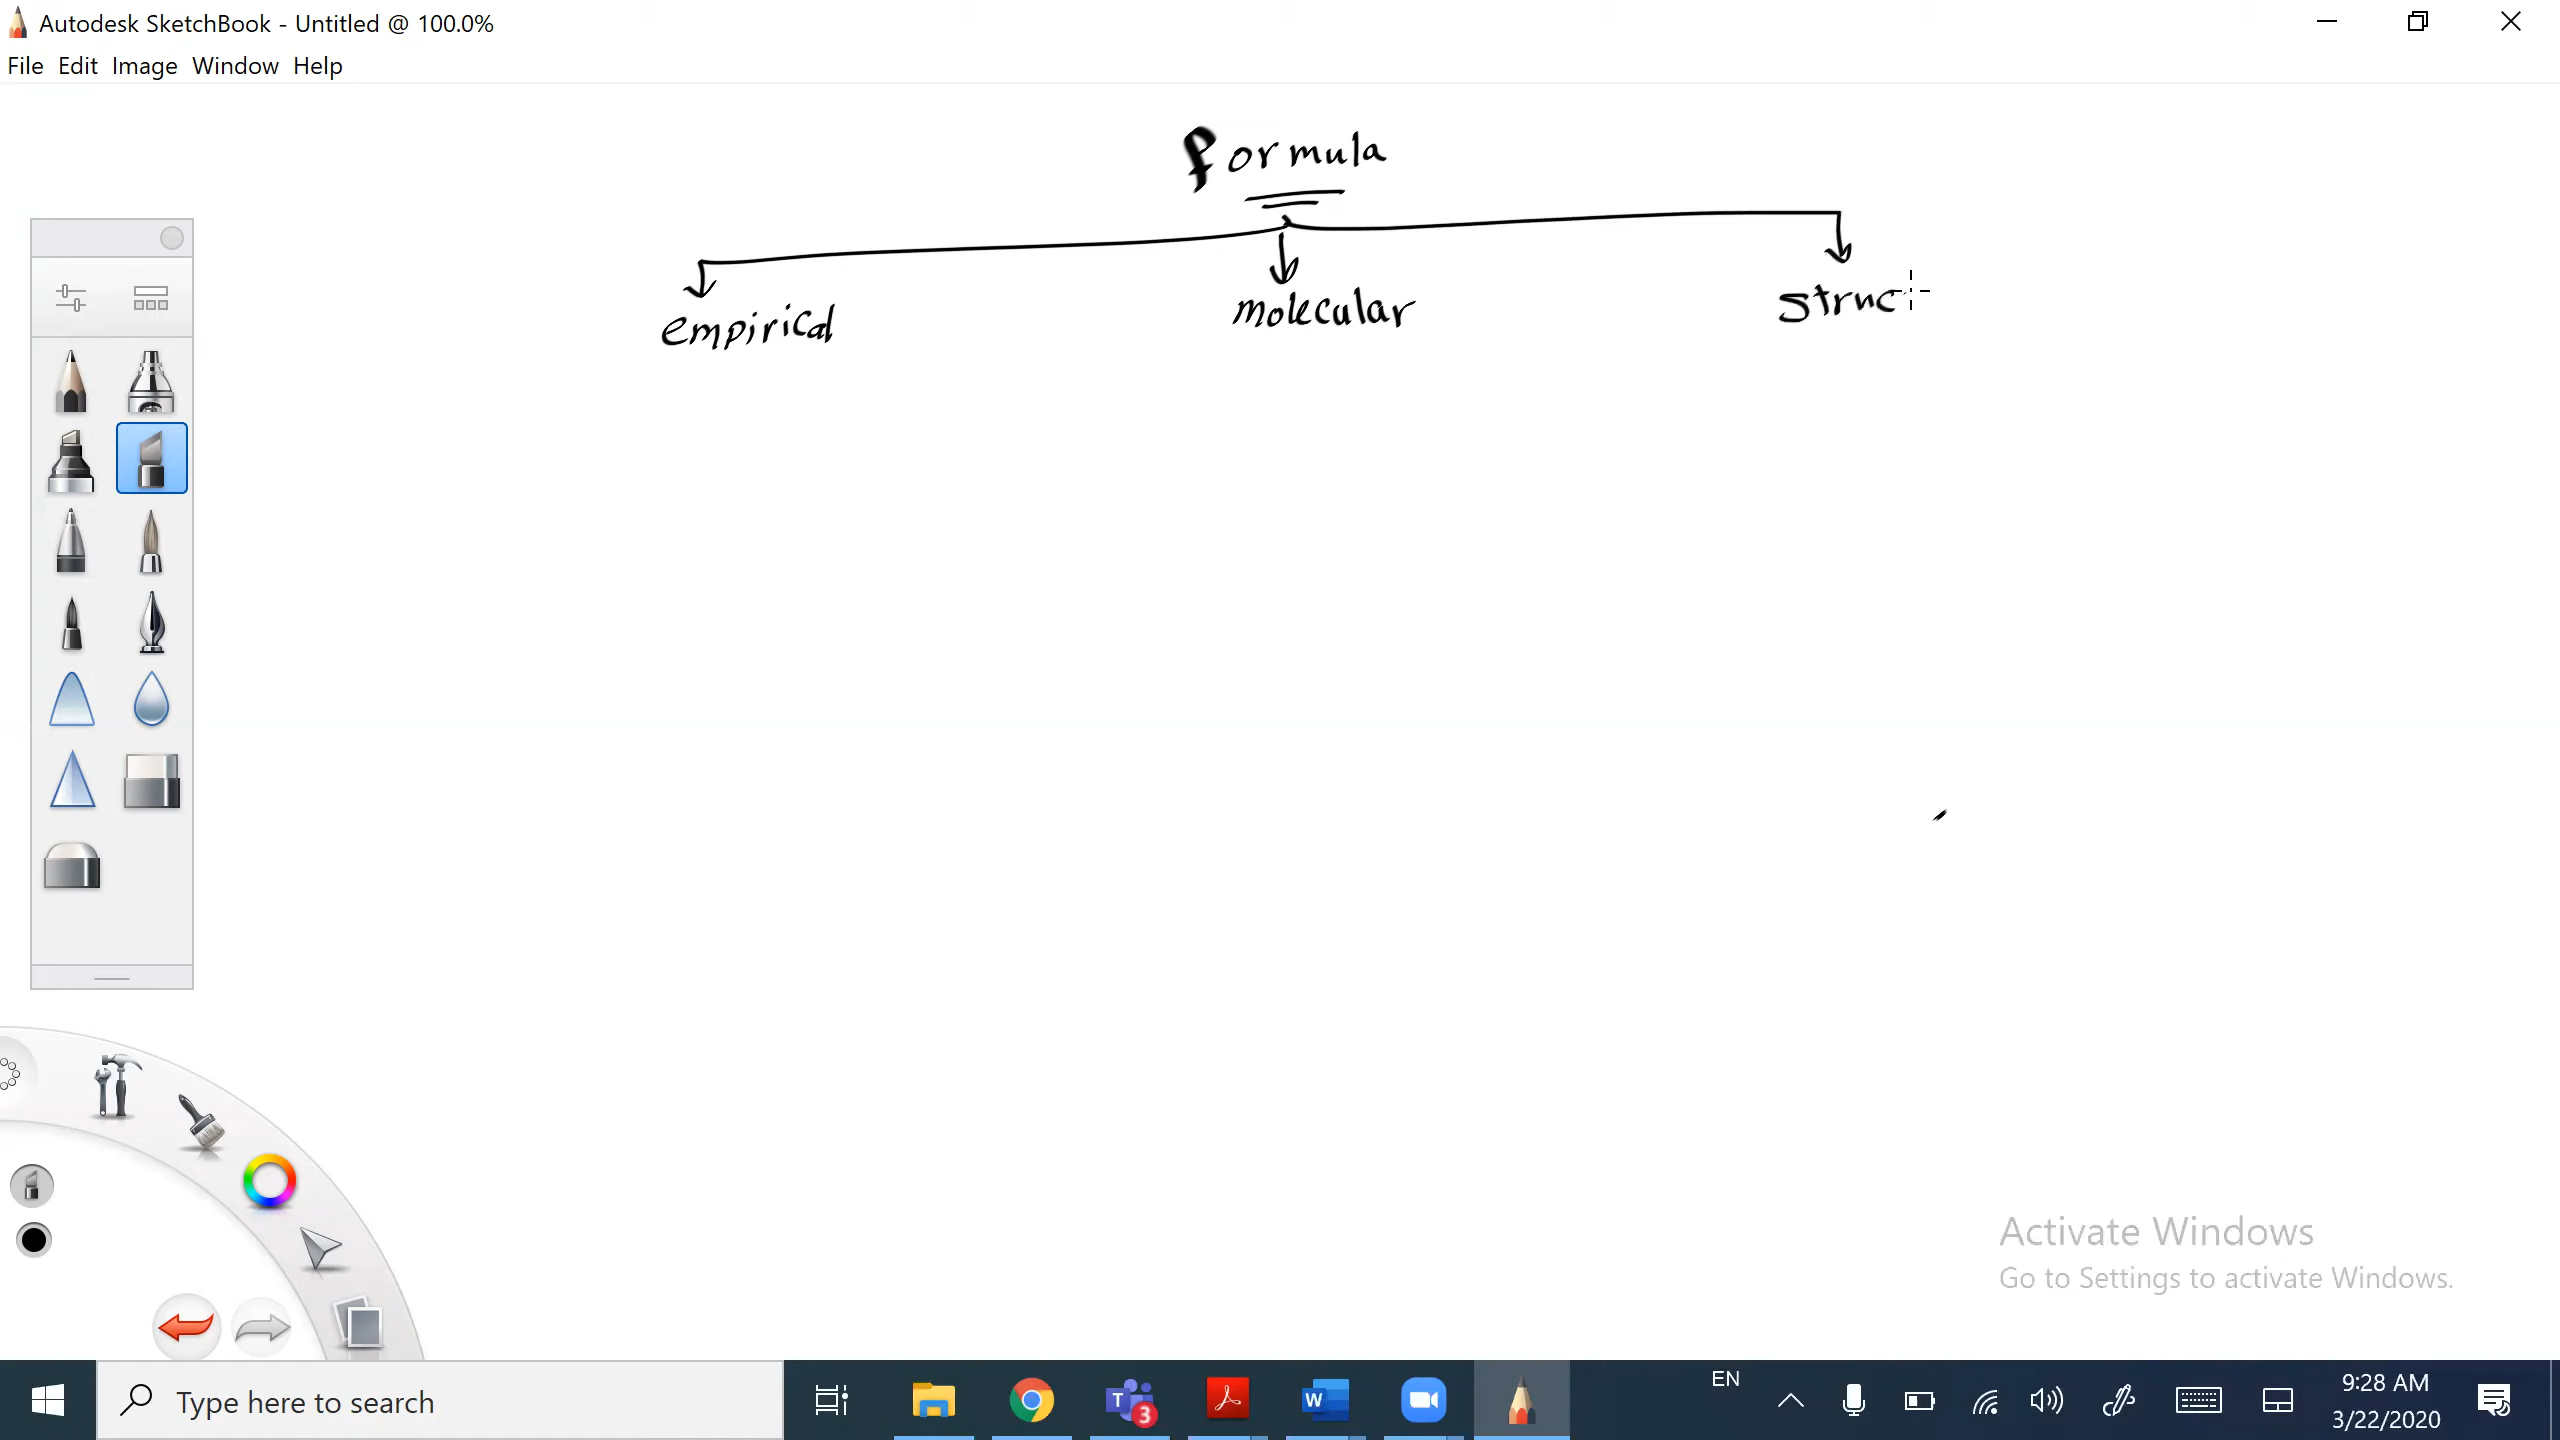 Autodesk SketchBook - Untitled @ 100.0%
File Edit Image Window Help
formula
empirical molecular struc
Activate Windows
Go to Settings to activate Windows.
Type here to search
T 3 W EN 9:28 AM
3/22/2020